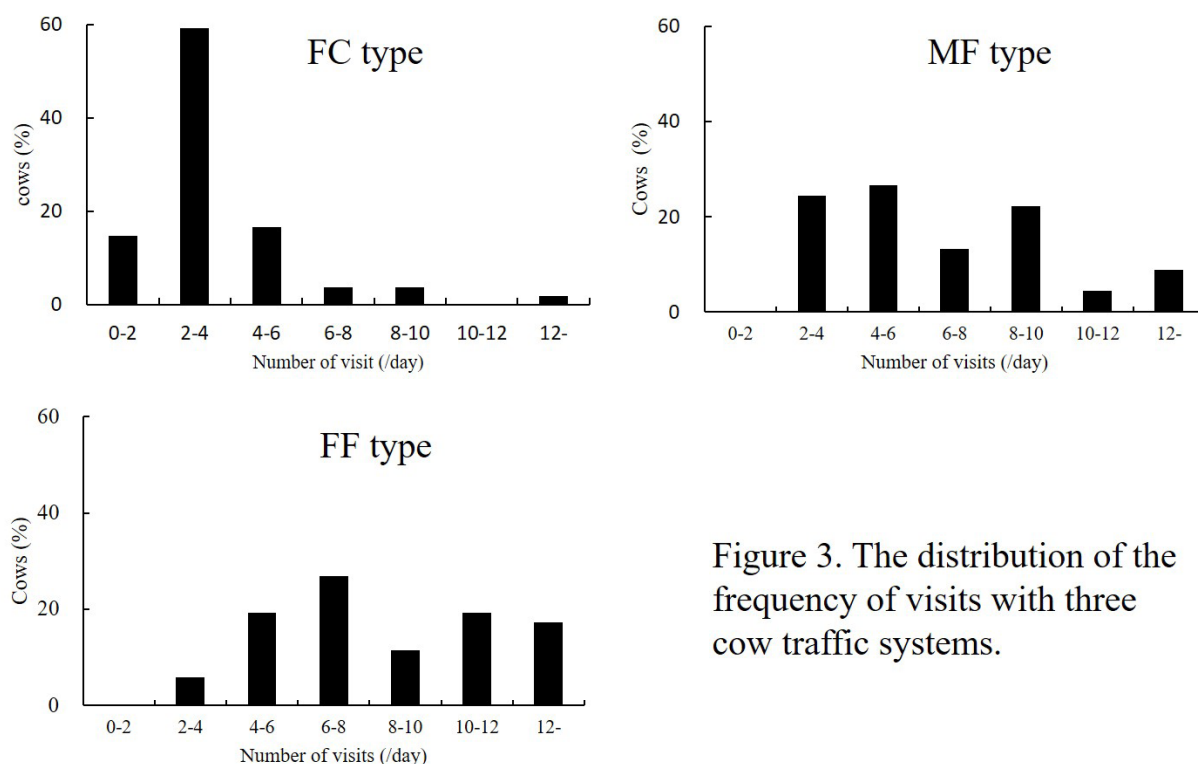 FC type
60
40
20
0
cows (%)
0-2 2-4 4-6 6-8 8-10 10-12 12-
Number of visit (/day)
MF type
60
40
20
0
Cows (%)
0-2 2-4 4-6 6-8 8-10 10-12 12-
Number of visits (/day)
FF type
60
40
20
0
Cows (%)
0-2 2-4 4-6 6-8 8-10 10-12 12-
Number of visits (/day)
Figure 3. The distribution of the
frequency of visits with three
cow traffic systems.